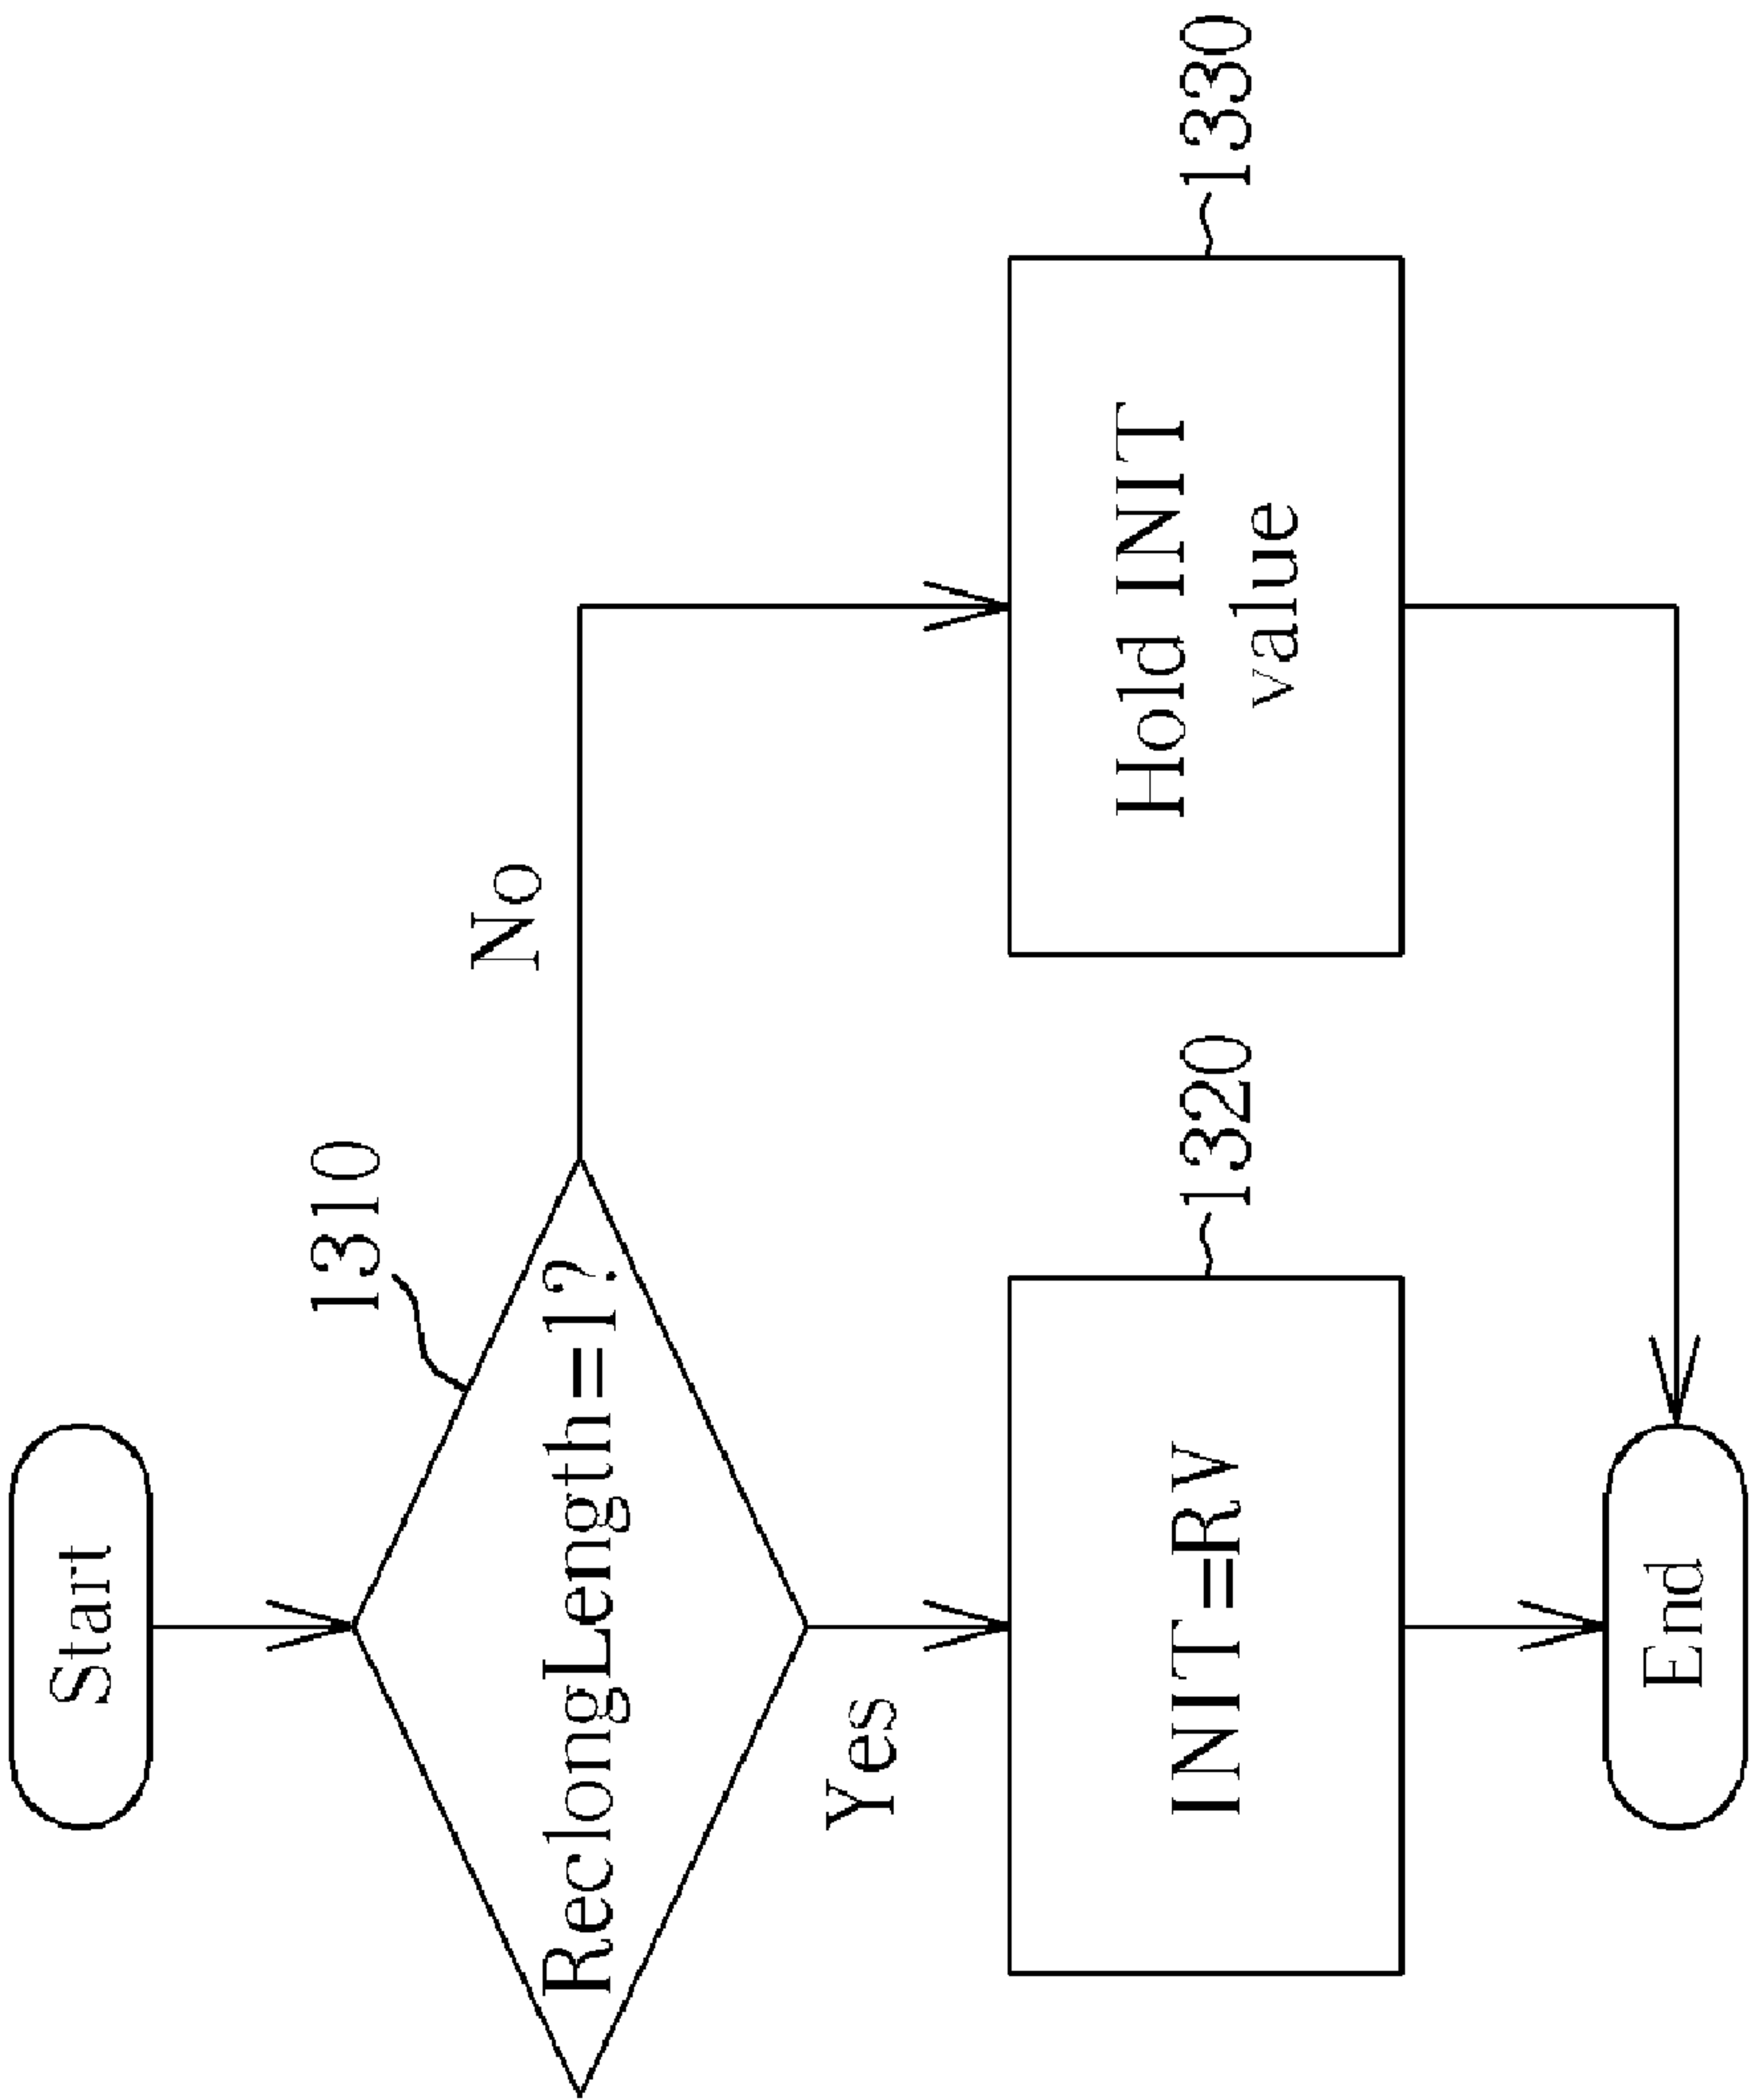 Start
1310
ReclongLength=1?
No
Yes
INIT=RV
1320
Hold INIT
value
1330
End